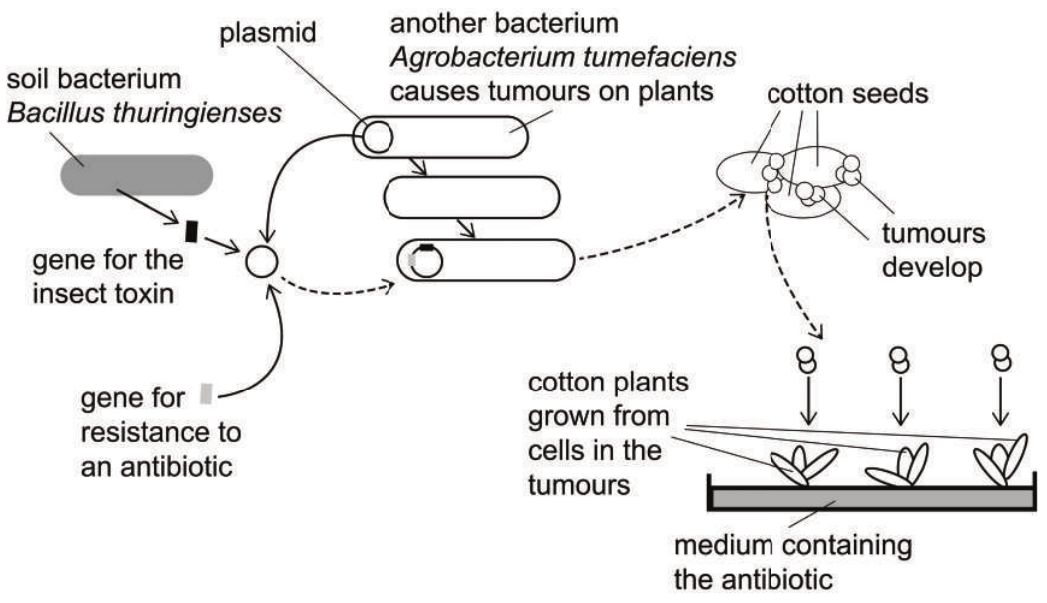 plasmid
another bacterium
Agrobacterium tumefaciens
causes tumours on plants
soil bacterium
Bacillus thuringienses
cotton seeds
gene for the
insect toxin
tumours
develop
gene for
resistance to
an antibiotic
cotton plants
grown from
cells in the
tumours
medium containing
the antibiotic